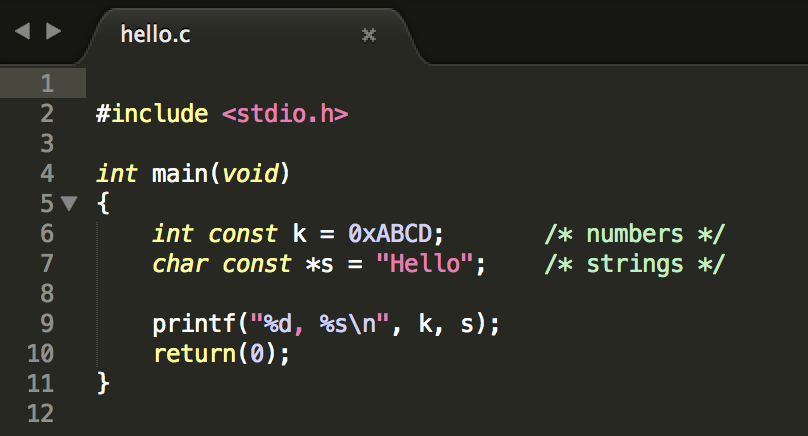 hello.c
1
2 #include <stdio.h>
3
4 int main(void)
5 {
6     int const k = 0xABCD;       /* numbers */
7     char const *s = "Hello";    /* strings */
8
9     printf("%d, %s\n", k, s);
10     return(0);
11 }
12